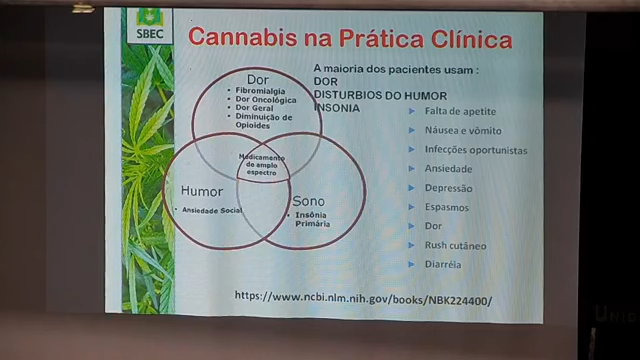 SBEC
Cannabis na Prática Clínica
A maioria dos pacientes usam :
DOR
DISTURBIOS DO HUMOR
INSONIA
Dor
• Fibromialgia
• Dor Oncológica
• Dor Geral
• Diminuição de
Opioides
Medicamento
de amplo
espectro
Humor
• Ansiedade Social
Sono
• Insônia
Primária
Falta de apetite
Náusea e vômito
Infecções oportunistas
Ansiedade
Depressão
Espasmos
Dor
Rush cutâneo
Diarréia
https://www.ncbi.nlm.nih.gov/books/NBK224400/